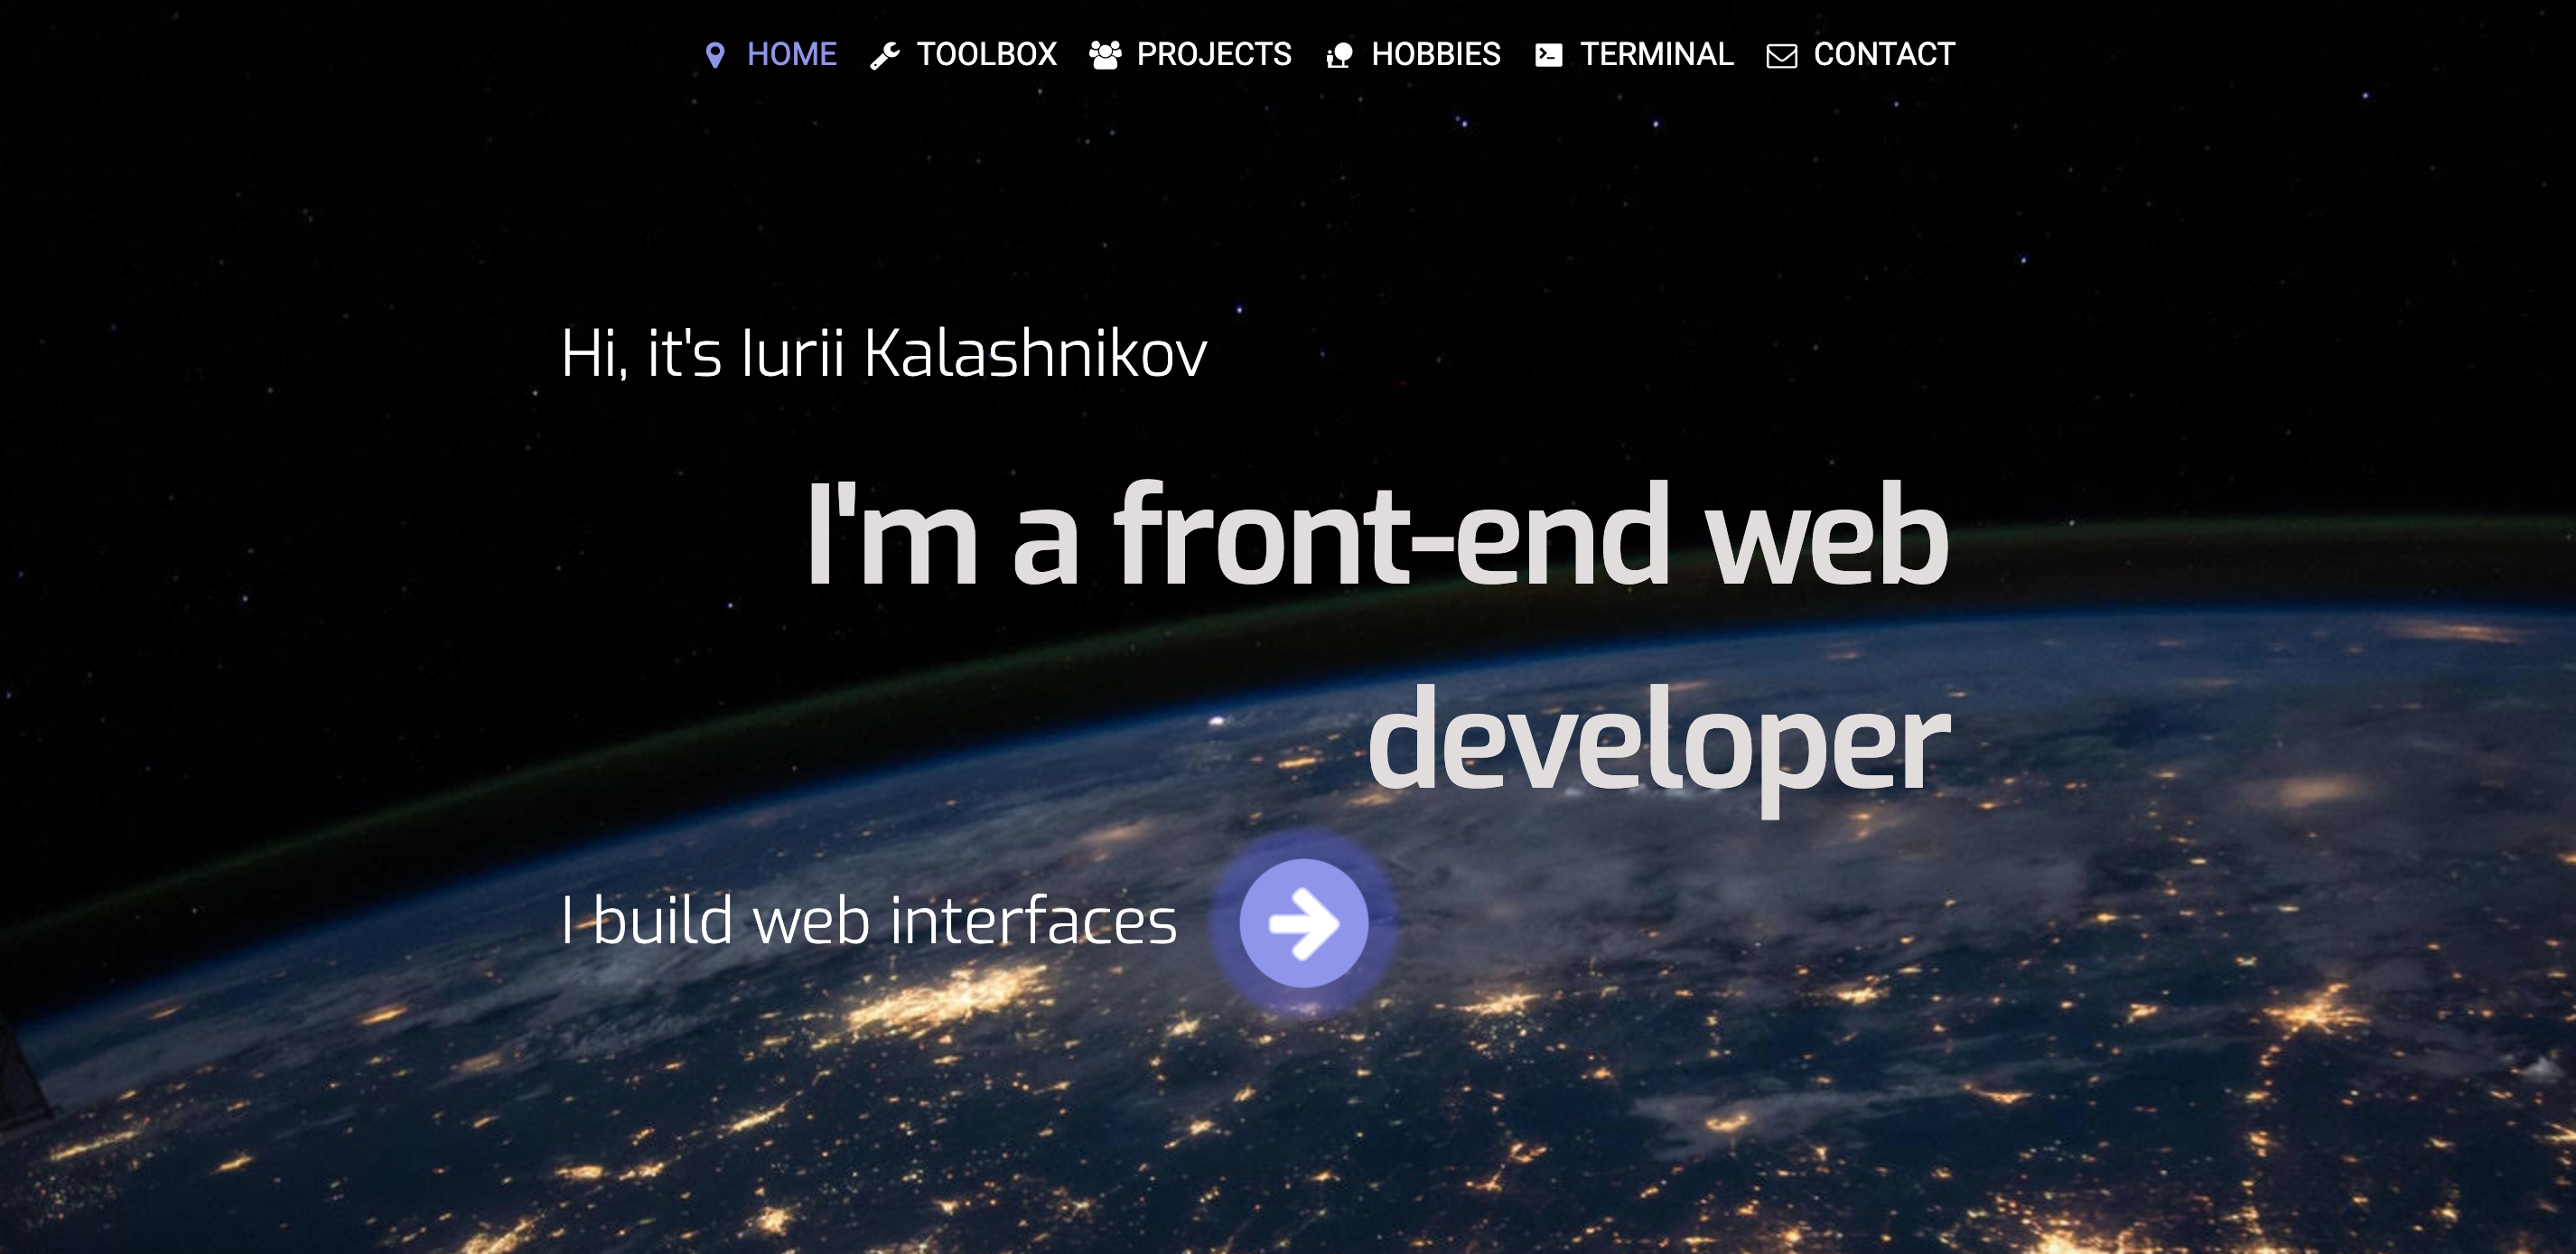 HOME TOOLBOX PROJECTS HOBBIES TERMINAL CONTACT
Hi, it's Iurii Kalashnikov
I'm a front-end web
developer
I build web interfaces